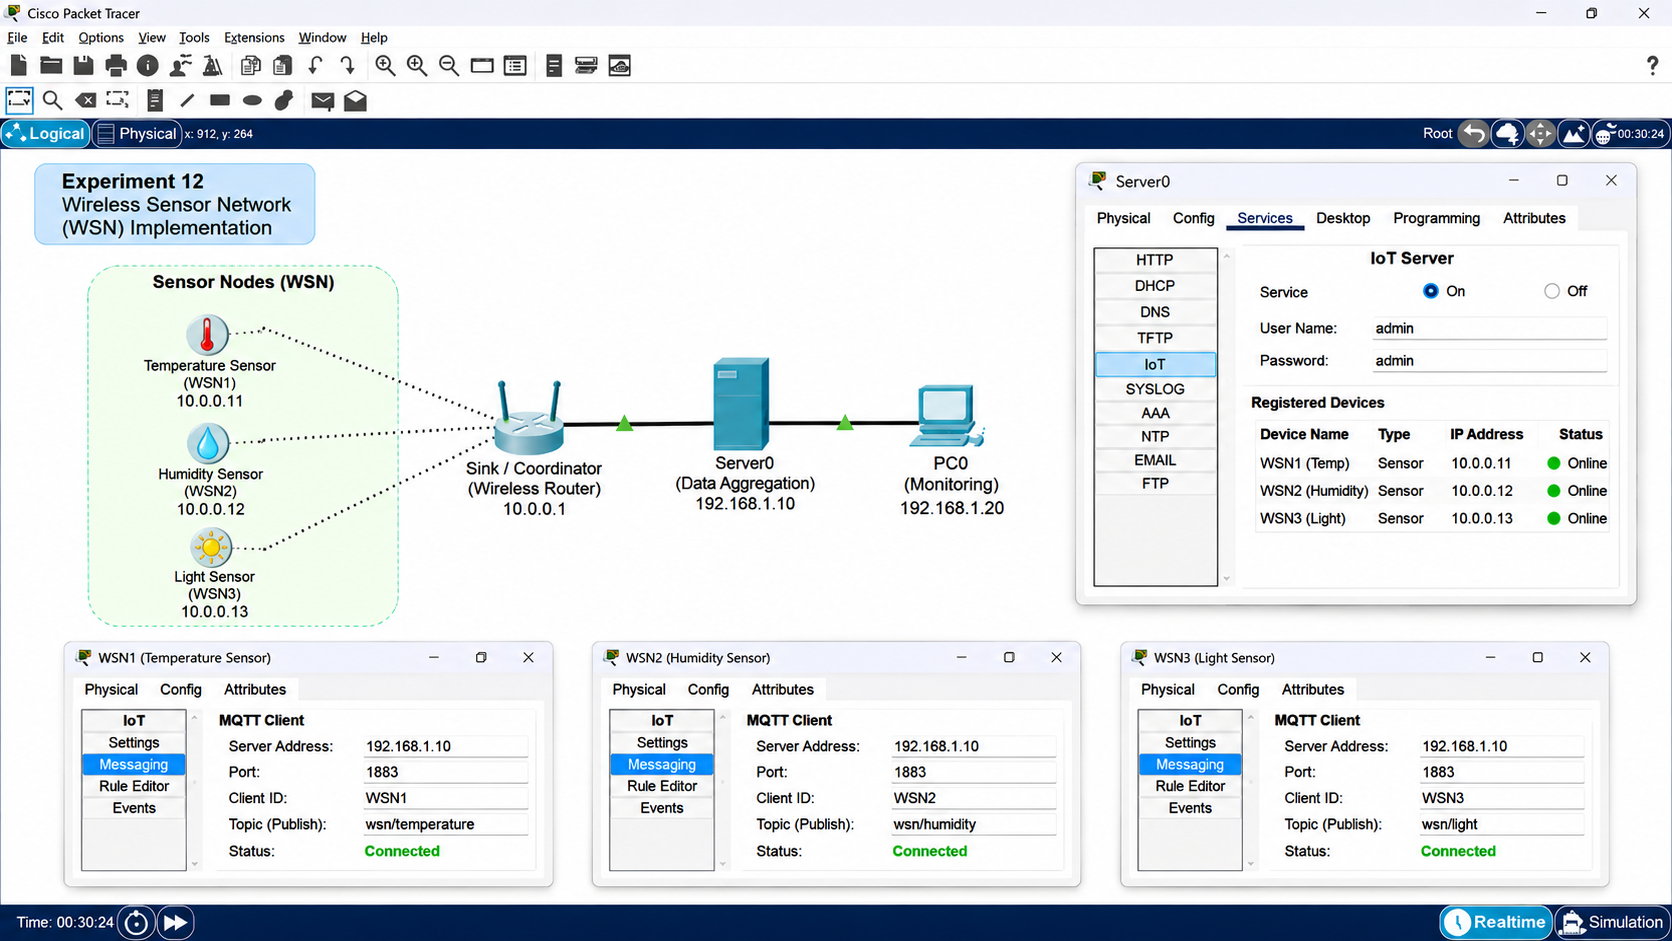 Cisco Packet Tracer
File Edit Options View Tools Extensions Window Help
?
Logical Physical x: 912, y: 264 Root 00:30:24
Experiment 12
Wireless Sensor Network
(WSN) Implementation
Sensor Nodes (WSN)
Temperature Sensor
(WSN1)
10.0.0.11
Humidity Sensor
(WSN2)
10.0.0.12
Light Sensor
(WSN3)
10.0.0.13
Sink / Coordinator
(Wireless Router)
10.0.0.1
Server0
(Data Aggregation)
192.168.1.10
PC0
(Monitoring)
192.168.1.20
Server0
Physical Config Services Desktop Programming Attributes
HTTP
DHCP
DNS
TFTP
IoT
SYSLOG
AAA
NTP
EMAIL
FTP
IoT Server
Service On Off
User Name: admin
Password: admin
Registered Devices
Device Name Type IP Address Status
WSN1 (Temp) Sensor 10.0.0.11 Online
WSN2 (Humidity) Sensor 10.0.0.12 Online
WSN3 (Light) Sensor 10.0.0.13 Online
WSN1 (Temperature Sensor)
Physical Config Attributes
IoT
Settings
Messaging
Rule Editor
Events
MQTT Client
Server Address: 192.168.1.10
Port: 1883
Client ID: WSN1
Topic (Publish): wsn/temperature
Status: Connected
WSN2 (Humidity Sensor)
Physical Config Attributes
IoT
Settings
Messaging
Rule Editor
Events
MQTT Client
Server Address: 192.168.1.10
Port: 1883
Client ID: WSN2
Topic (Publish): wsn/humidity
Status: Connected
WSN3 (Light Sensor)
Physical Config Attributes
IoT
Settings
Messaging
Rule Editor
Events
MQTT Client
Server Address: 192.168.1.10
Port: 1883
Client ID: WSN3
Topic (Publish): wsn/light
Status: Connected
Time: 00:30:24 Realtime Simulation